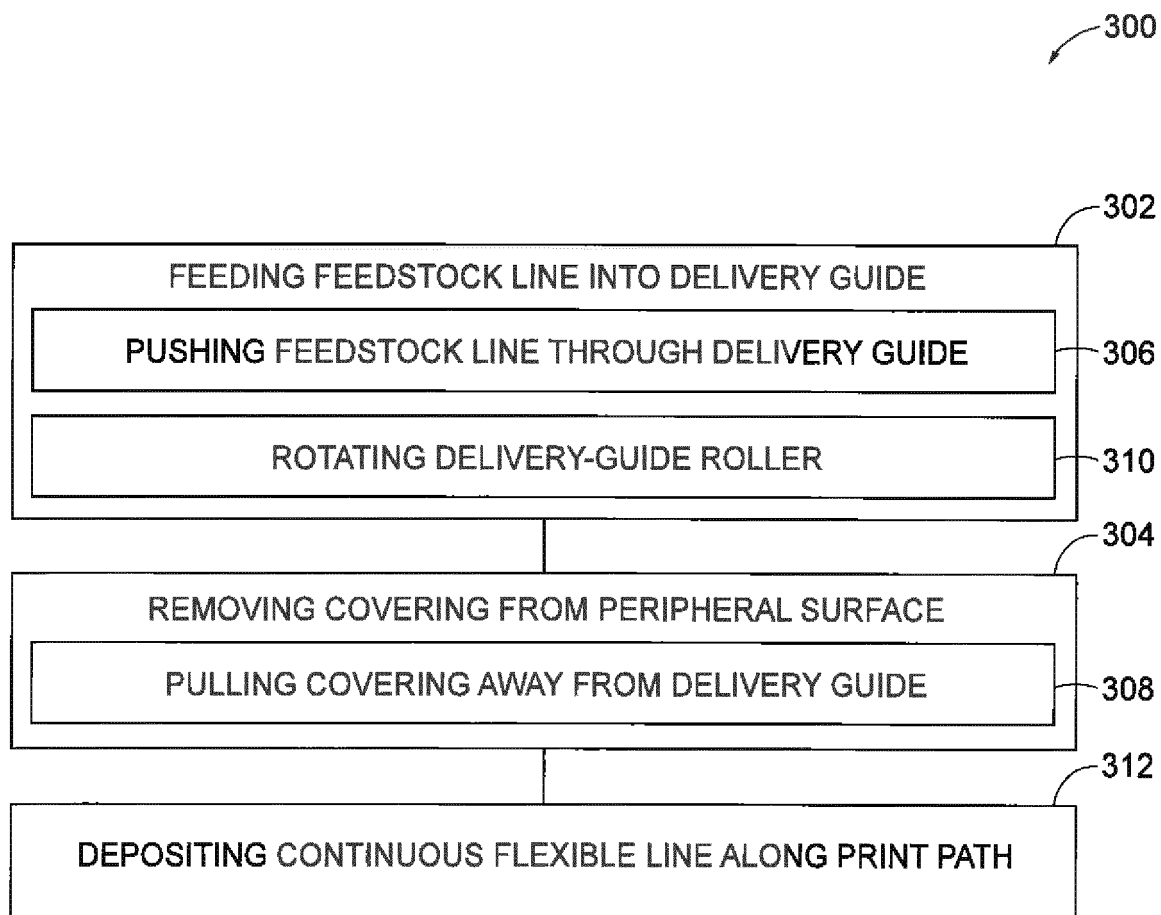 300
302
FEEDING FEEDSTOCK LINE INTO DELIVERY GUIDE
PUSHING FEEDSTOCK LINE THROUGH DELIVERY GUIDE
306
ROTATING DELIVERY-GUIDE ROLLER
310
304
REMOVING COVERING FROM PERIPHERAL SURFACE
PULLING COVERING AWAY FROM DELIVERY GUIDE
308
312
DEPOSITING CONTINUOUS FLEXIBLE LINE ALONG PRINT PATH